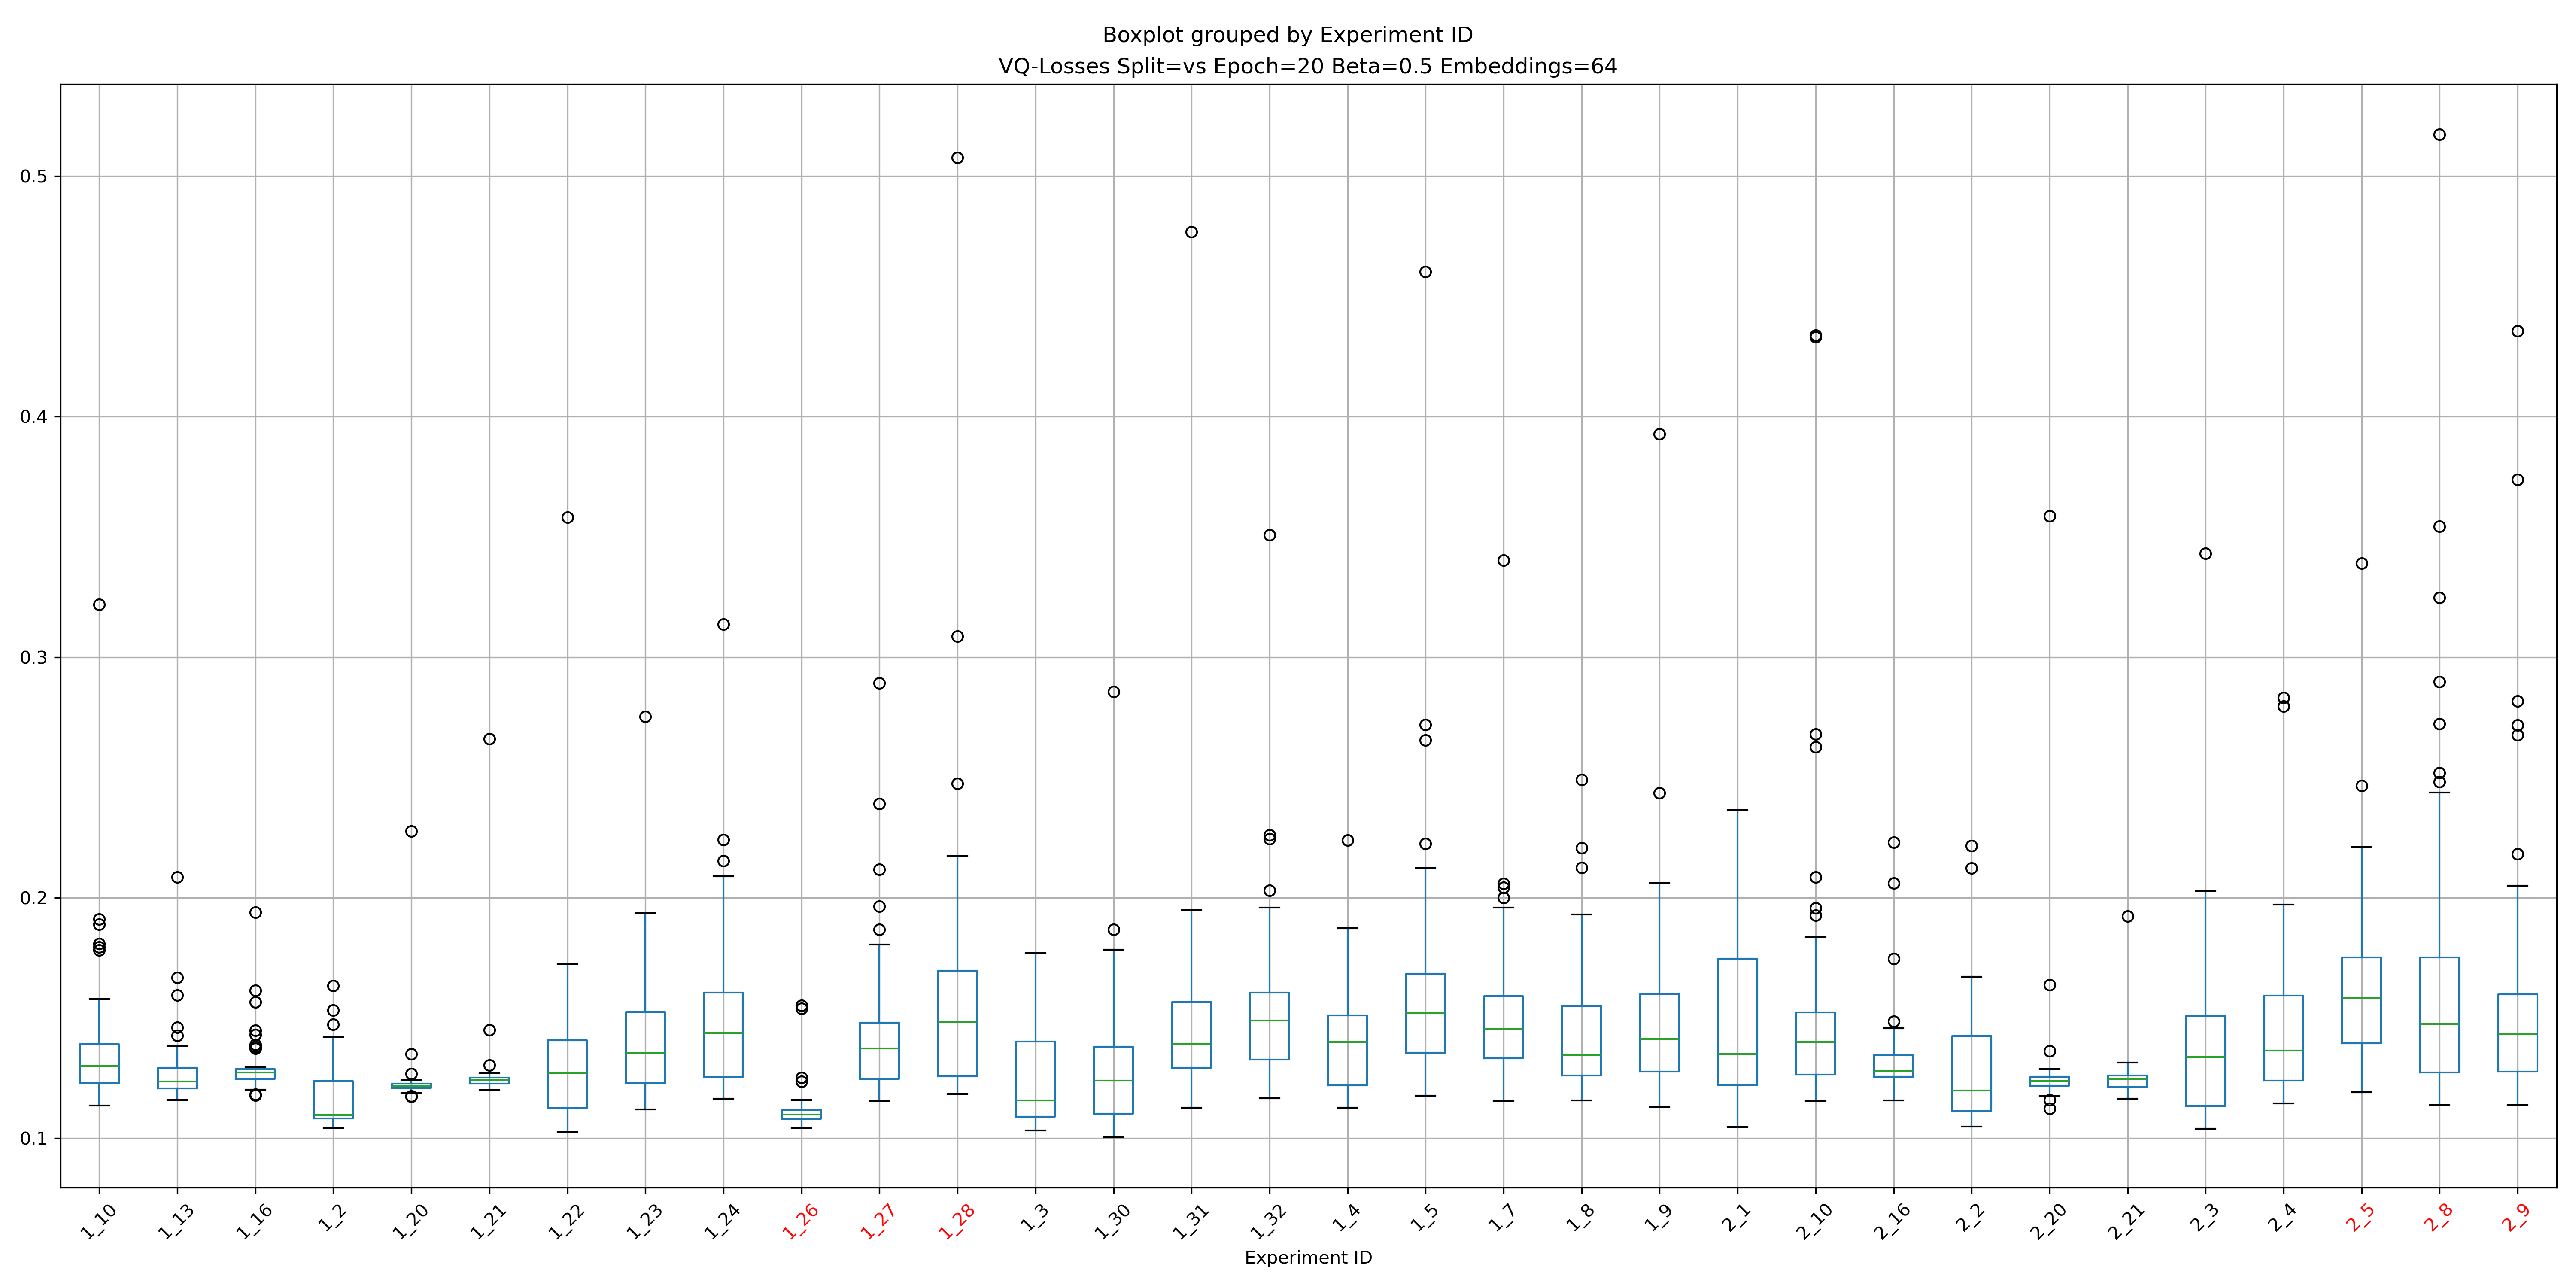 Boxplot grouped by Experiment ID
VQ-Losses Split=vs Epoch=20 Beta=0.5 Embeddings=64
0.5
0.4
0.3
0.2
0.1
1_10 1_13 1_16 1_2 1_20 1_21 1_22 1_23 1_24 1_26 1_27 1_28 1_3 1_30 1_31 1_32 1_4 1_5 1_7 1_8 1_9 2_1 2_10 2_16 2_2 2_20 2_21 2_3 2_4 2_5 2_8 2_9
Experiment ID